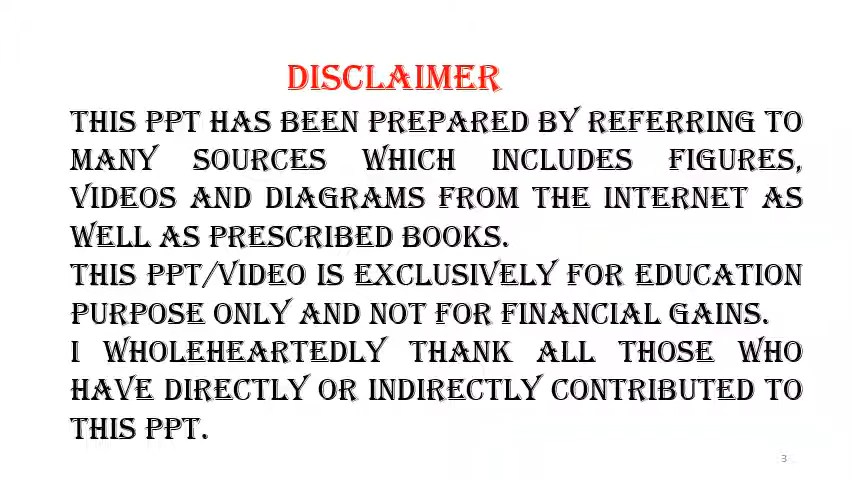 DISCLAIMER
THIS PPT HAS BEEN PREPARED BY REFERRING TO
MANY SOURCES WHICH INCLUDES FIGURES,
VIDEOS AND DIAGRAMS FROM THE INTERNET AS
WELL AS PRESCRIBED BOOKS.
THIS PPT/VIDEO IS EXCLUSIVELY FOR EDUCATION
PURPOSE ONLY AND NOT FOR FINANCIAL GAINS.
I WHOLEHEARTEDLY THANK ALL THOSE WHO
HAVE DIRECTLY OR INDIRECTLY CONTRIBUTED TO
THIS PPT.
3